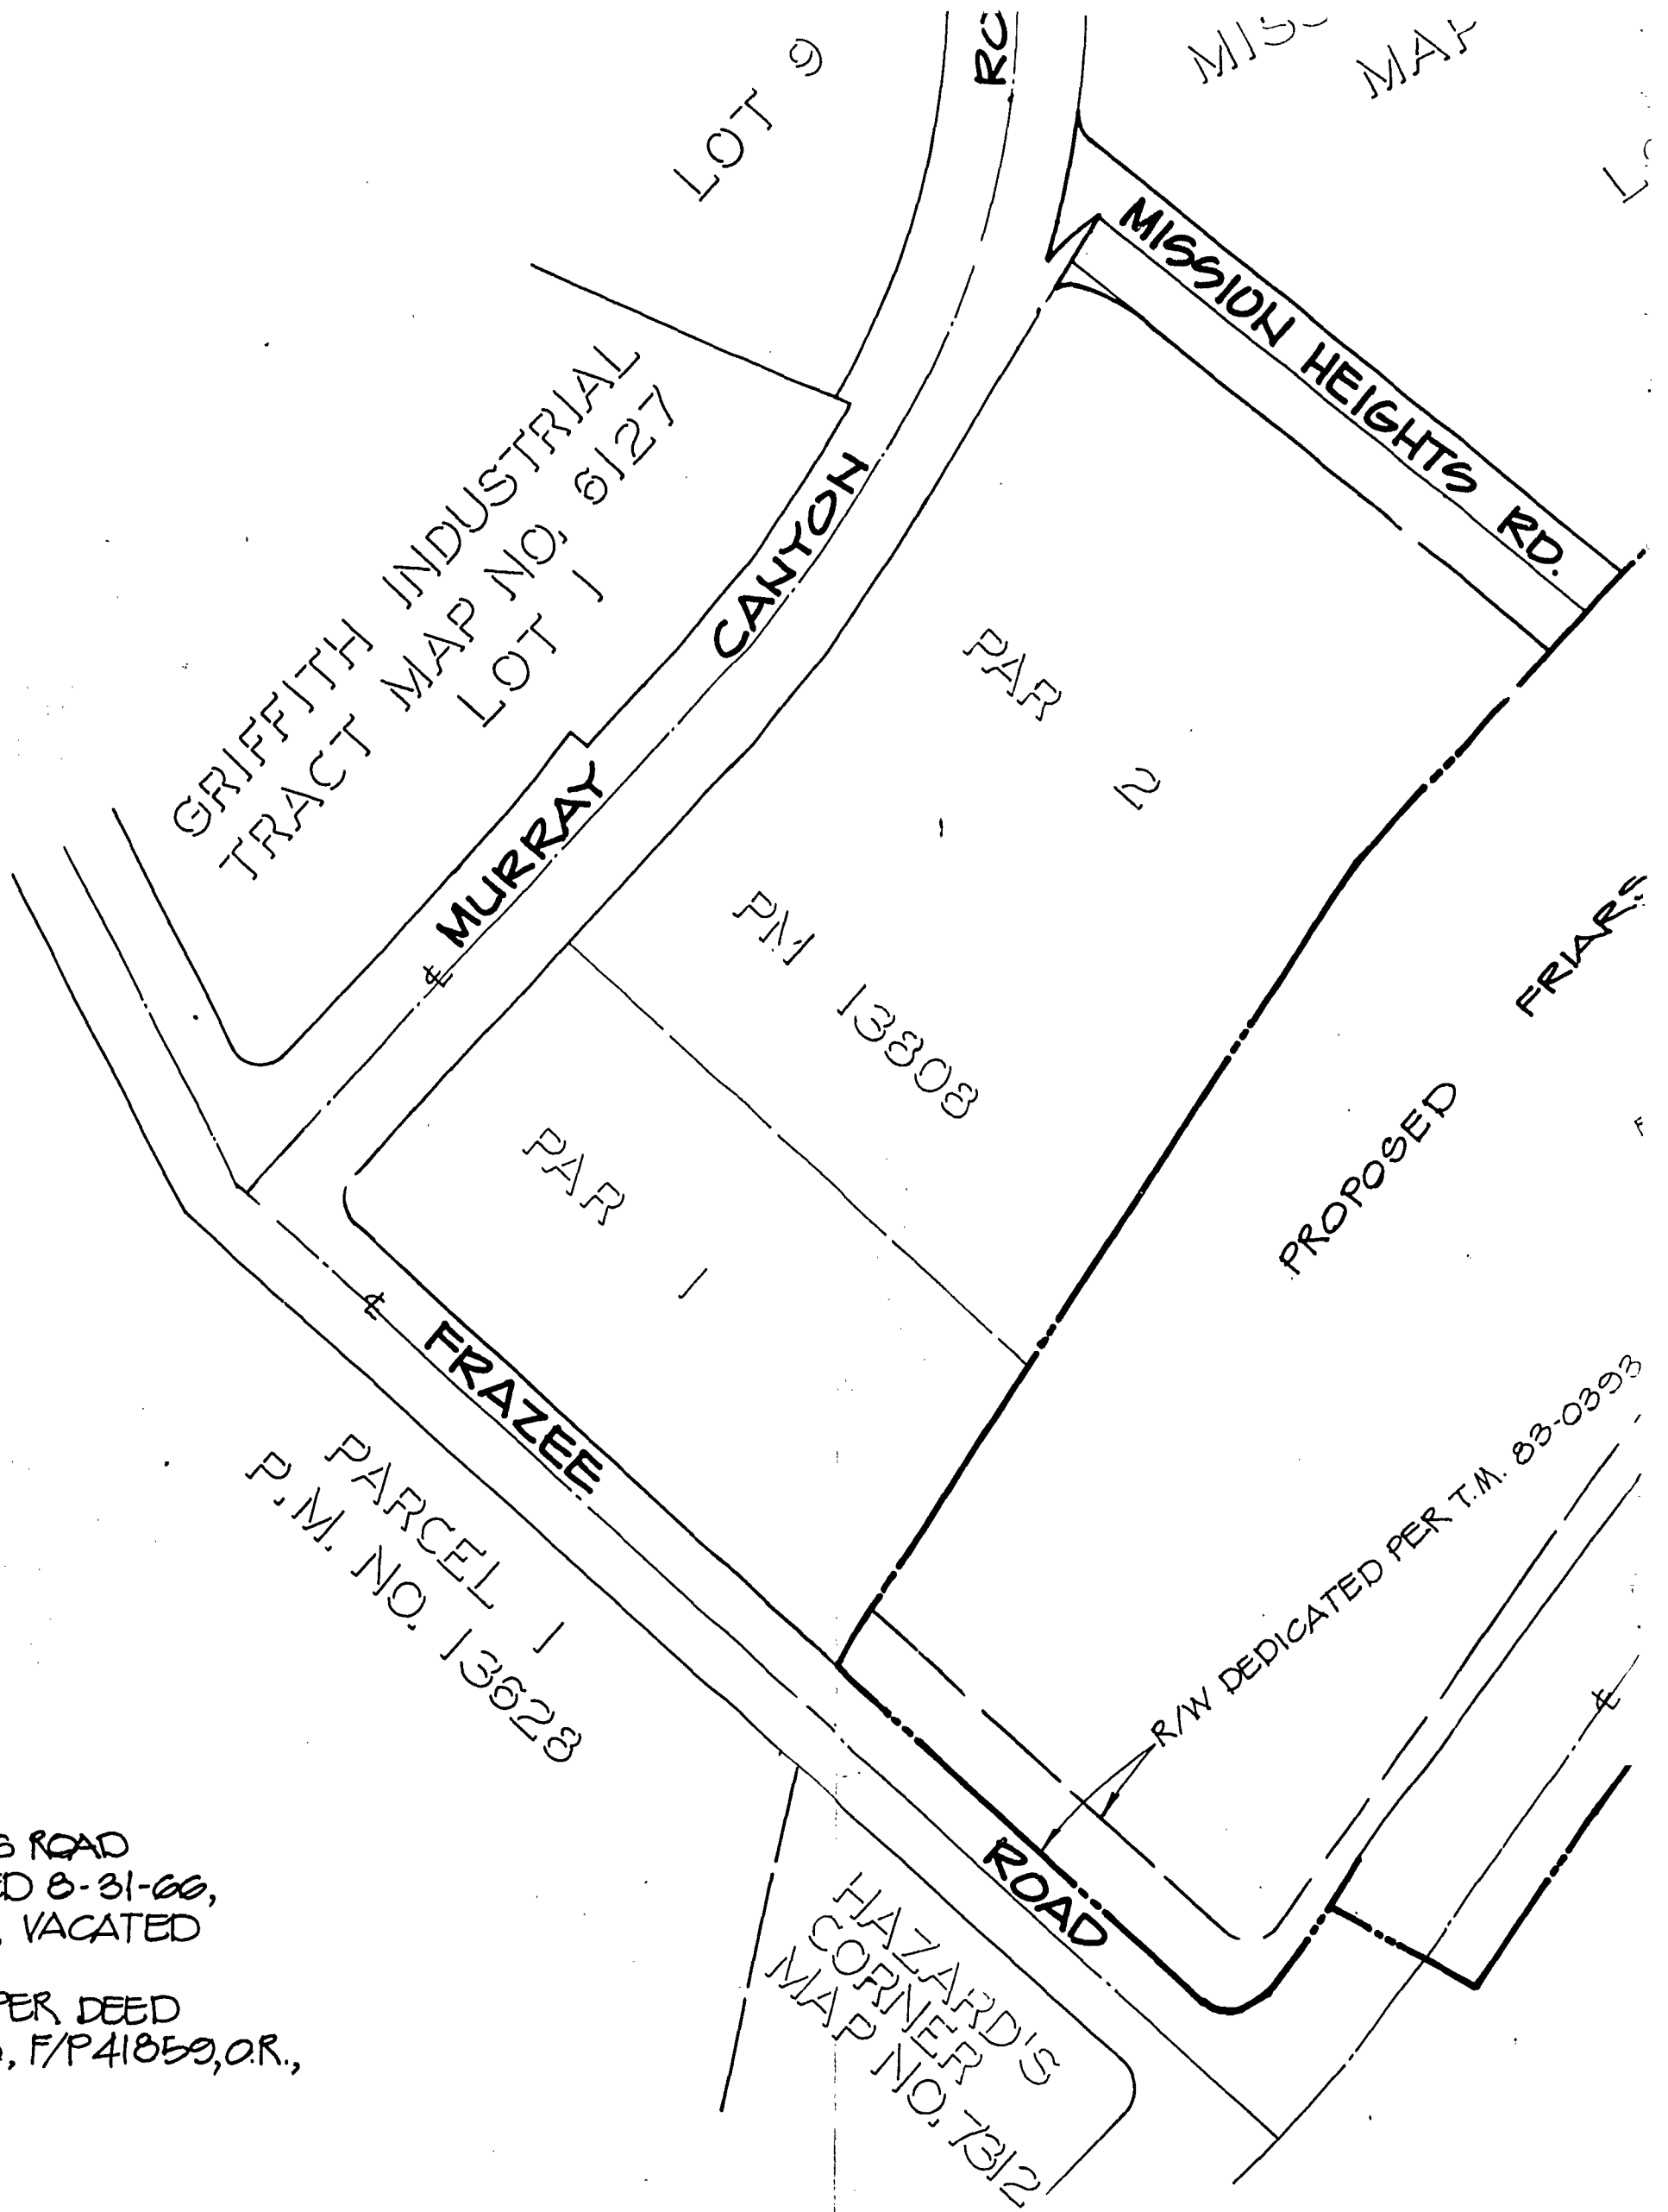 LOT 9
MISSION HEIGHTS RD.
GRIFFITH INDUSTRIAL
TRACT MAP NO. 6127
LOT 1
MURRAY CANYON
PAR 2
PM 13808
PAR 1
FRAZEE ROAD
PARCEL 1
P.M. NO. 13628
FRIARS
PROPOSED
R/W DEDICATED PER T.M. 83-0393
HAZARD'S
CORNER
MAP NO. 7312
ROAD
8-31-66,
VACATED
PER DEED
F/P 41859, O.R.,